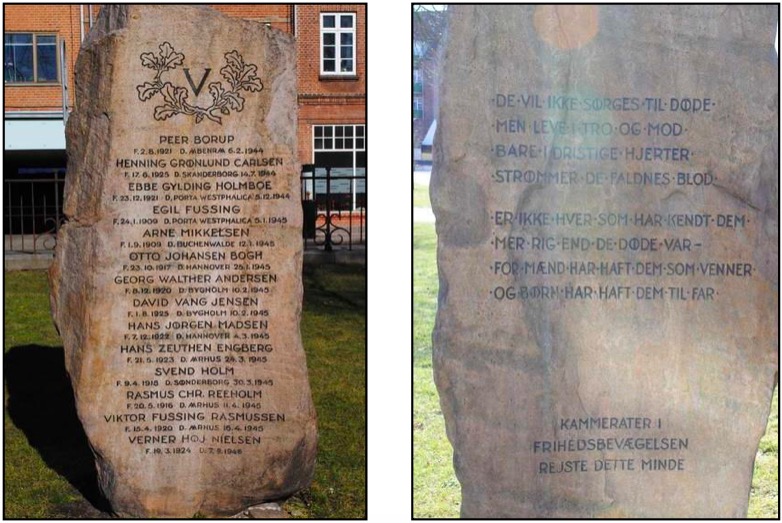 V
PEER BORUP
F. 2.8.1921 D. ÆBENRÆ 6.2.1944
HENNING GRØNLUND CARLSEN
F. 17.6.1925 D. SKANDERBORG 14.7.1944
EBBE GYLDING HOLMBOE
F. 23.12.1921 D. PORTA WESTPHALICA 5.12.1944
EGIL FUSSING
F. 24.1.1909 D. PORTA WESTPHALICA 5.1.1945
ARNE MIKKELSEN
F. 1.9.1909 D. BUCHENWALDE 12.1.1945
OTTO JOHANSEN BOGH
F. 23.10.1917 D. HANNOVER 25.1.1945
GEORG WALTHER ANDERSEN
F. 8.12.1920 D. BYGHOLM 10.2.1945
DAVID VANG JENSEN
F. 1.8.1925 D. BYGHOLM 10.2.1945
HANS JØRGEN MADSEN
F. 7.12.1922 D. HANNOVER 4.3.1945
HANS ZEUTHEN ENGBERG
F. 21.5.1923 D. ÆRHUS 24.3.1945
SVEND HOLM
F. 9.4.1918 D. SØNDERBORG 30.3.1945
RASMUS CHR. REEHOLM
F. 20.5.1916 D. ÆRHUS 11.4.1945
VIKTOR FUSSING RASMUSSEN
F. 15.4.1920 D. ÆRHUS 16.4.1945
VERNER HØJ NIELSEN
F. 19.3.1924
·DE·VIL·IKKE·SØRGES·TIL·DØDE·
·MEN·LEVE·I·TRO·OG·MOD·
·BARE·I·DRISTIGE·HJERTER·
·STRØMMER·DE·FALDNES·BLOD·
·ER·IKKE·HVER·SOM·HAR·KENDT·DEM·
·MER·RIG·END·DE·DØDE·VAR–
·FOR·MÆND·HAR·HAFT·DEM·SOM·VENNER·
·OG·BØRN·HAR·HAFT·DEM·TIL·FAR·
KAMMERATER I
FRIHEDSBEVÆGELSEN
REJSTE DETTE MINDE